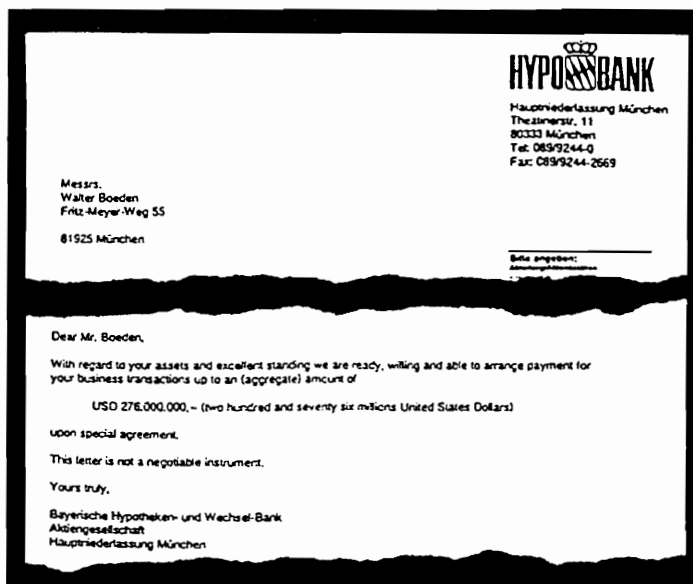 HYPO BANK
Hauptniederlassung München
Theatinerstr. 11
80333 München
Tel: 089/9244-0
Fax: 089/9244-2669
Messrs.
Walter Boeden
Fritz-Meyer-Weg 55
81925 München
Bitte angeben:
Dear Mr. Boeden,
With regard to your assets and excellent standing we are ready, willing and able to arrange payment for
your business transactions up to an (aggregate) amount of
USD 276.000.000,- (two hundred and seventy six millions United States Dollars)
upon special agreement.
This letter is not a negotiable instrument.
Yours truly,
Bayerische Hypotheken- und Wechsel-Bank
Aktiengesellschaft
Hauptniederlassung München